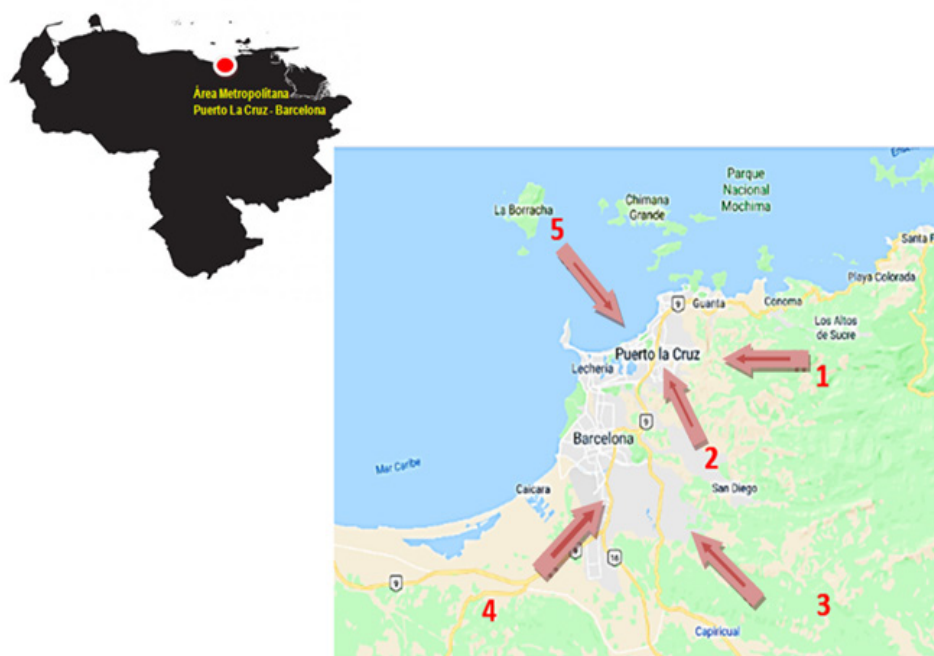 Área Metropolitana
Puerto La Cruz - Barcelona
Parque
Nacional
Mochima
La Borracha
Chimana
Grande
5
Santa F
Playa Colorada
9
Guanta
Conoma
Los Altos
de Sucre
Puerto la Cruz
Lechería
1
9
Barcelona
2
Mar Caribe
San Diego
Caicara
9
16
4
3
Capiricual